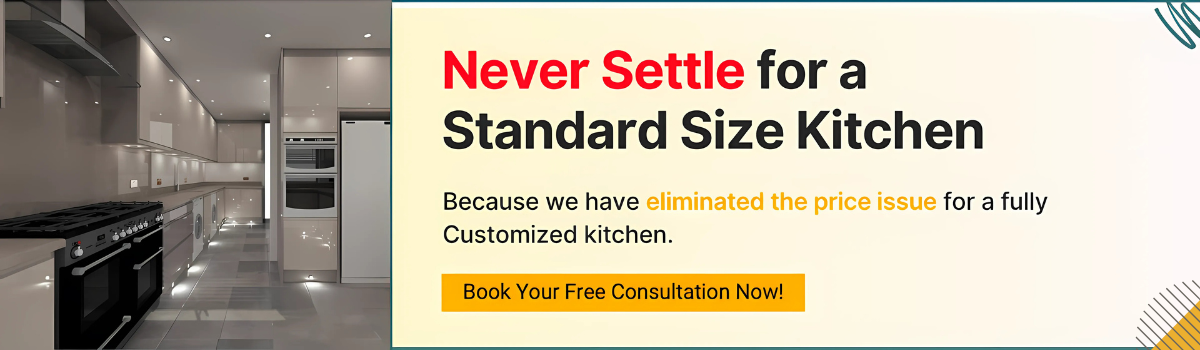 Never Settle for a
Standard Size Kitchen
Because we have eliminated the price issue for a fully
Customized kitchen.
Book Your Free Consultation Now!